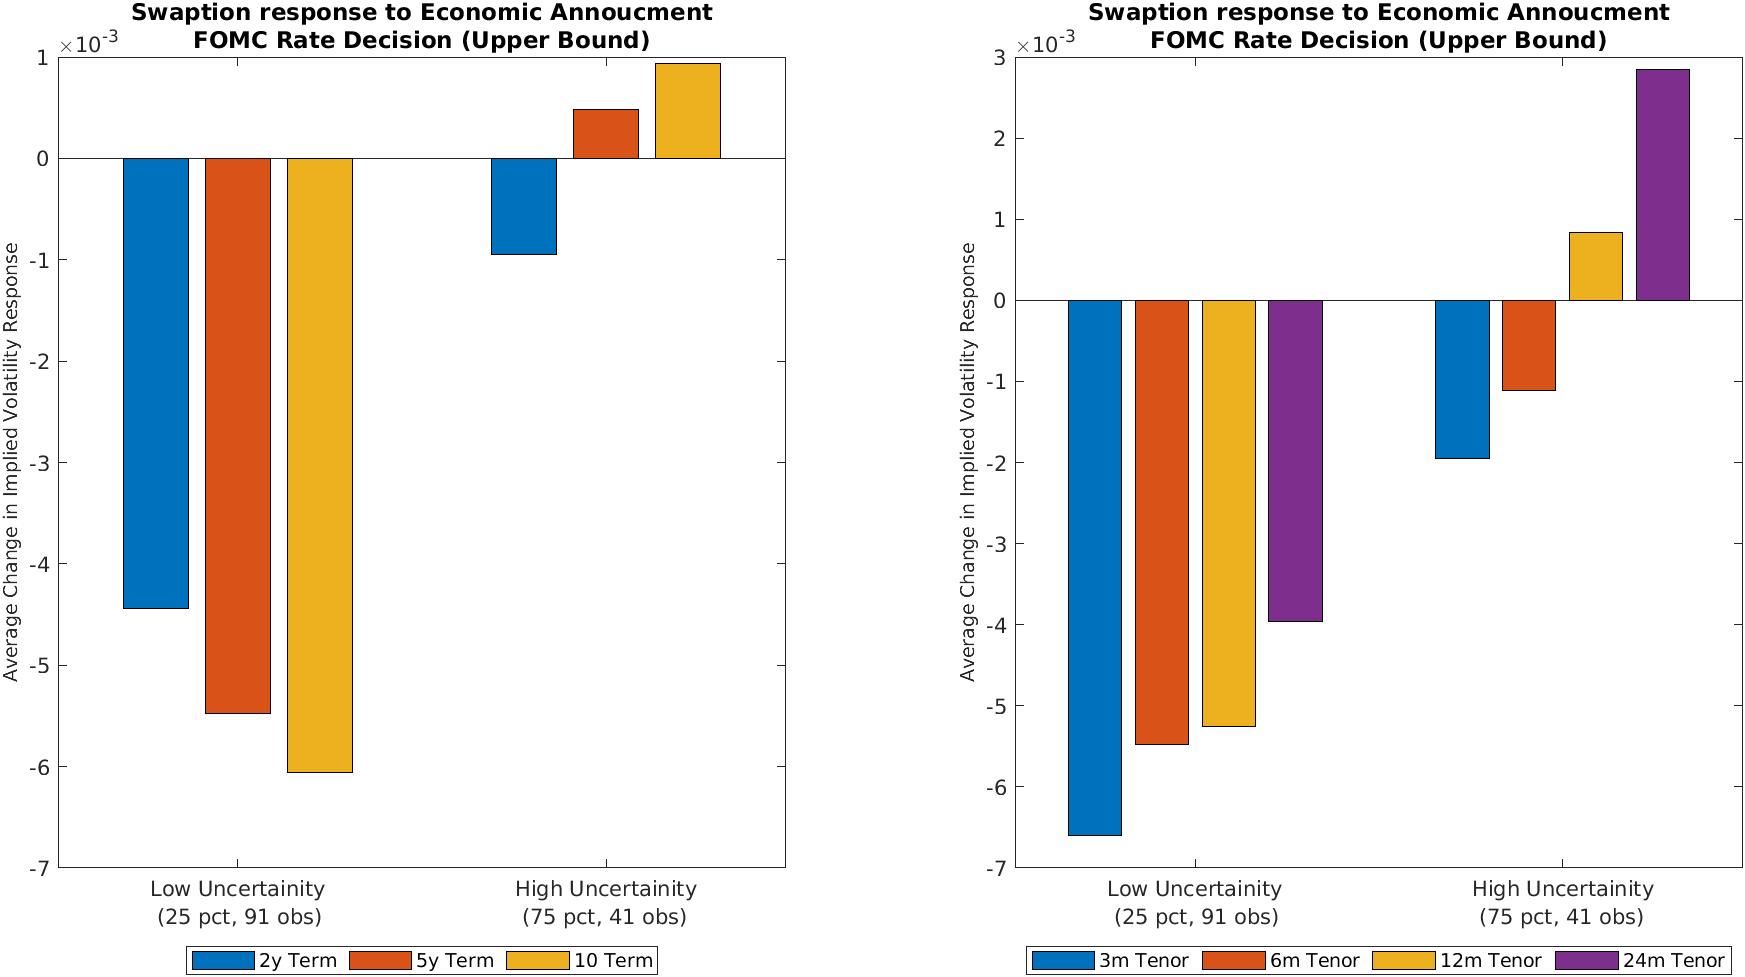 Swaption response to Economic Annoucment
FOMC Rate Decision (Upper Bound)
×10-3
1
0
-1
-2
-3
-4
-5
-6
-7
Average Change in Implied Volatility Response
Low Uncertainity
(25 pct, 91 obs)
High Uncertainity
(75 pct, 41 obs)
2y Term
5y Term
10 Term
Swaption response to Economic Annoucment
FOMC Rate Decision (Upper Bound)
×10-3
3
2
1
0
-1
-2
-3
-4
-5
-6
-7
Average Change in Implied Volatility Response
Low Uncertainity
(25 pct, 91 obs)
High Uncertainity
(75 pct, 41 obs)
3m Tenor
6m Tenor
12m Tenor
24m Tenor